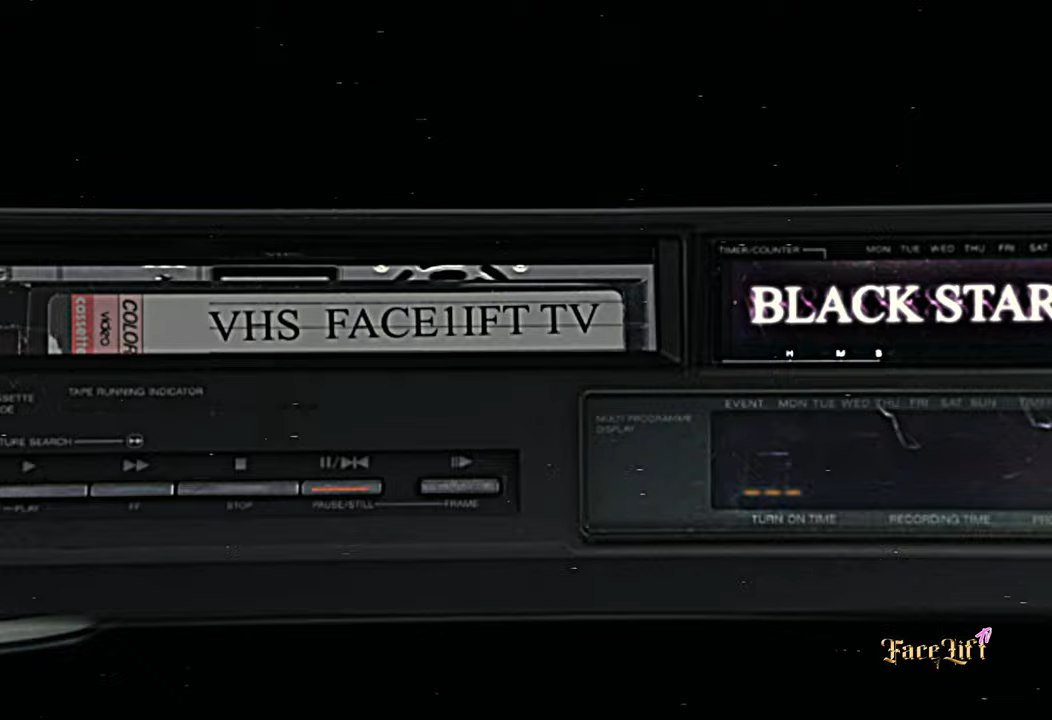 TIMER/COUNTER MON TUE WED THU FRI SAT
COLOR
video
cassette
VHS FACE1IFT TV
BLACK STAR
H M S
TAPE RUNNING INDICATOR
EVENT MON TUE WED THU FRI SAT SUN
MULTI PROGRAMME
DISPLAY
PLAY FF STOP PAUSE/STILL FRAME
TURN ON TIME RECORDING TIME
FaceLift